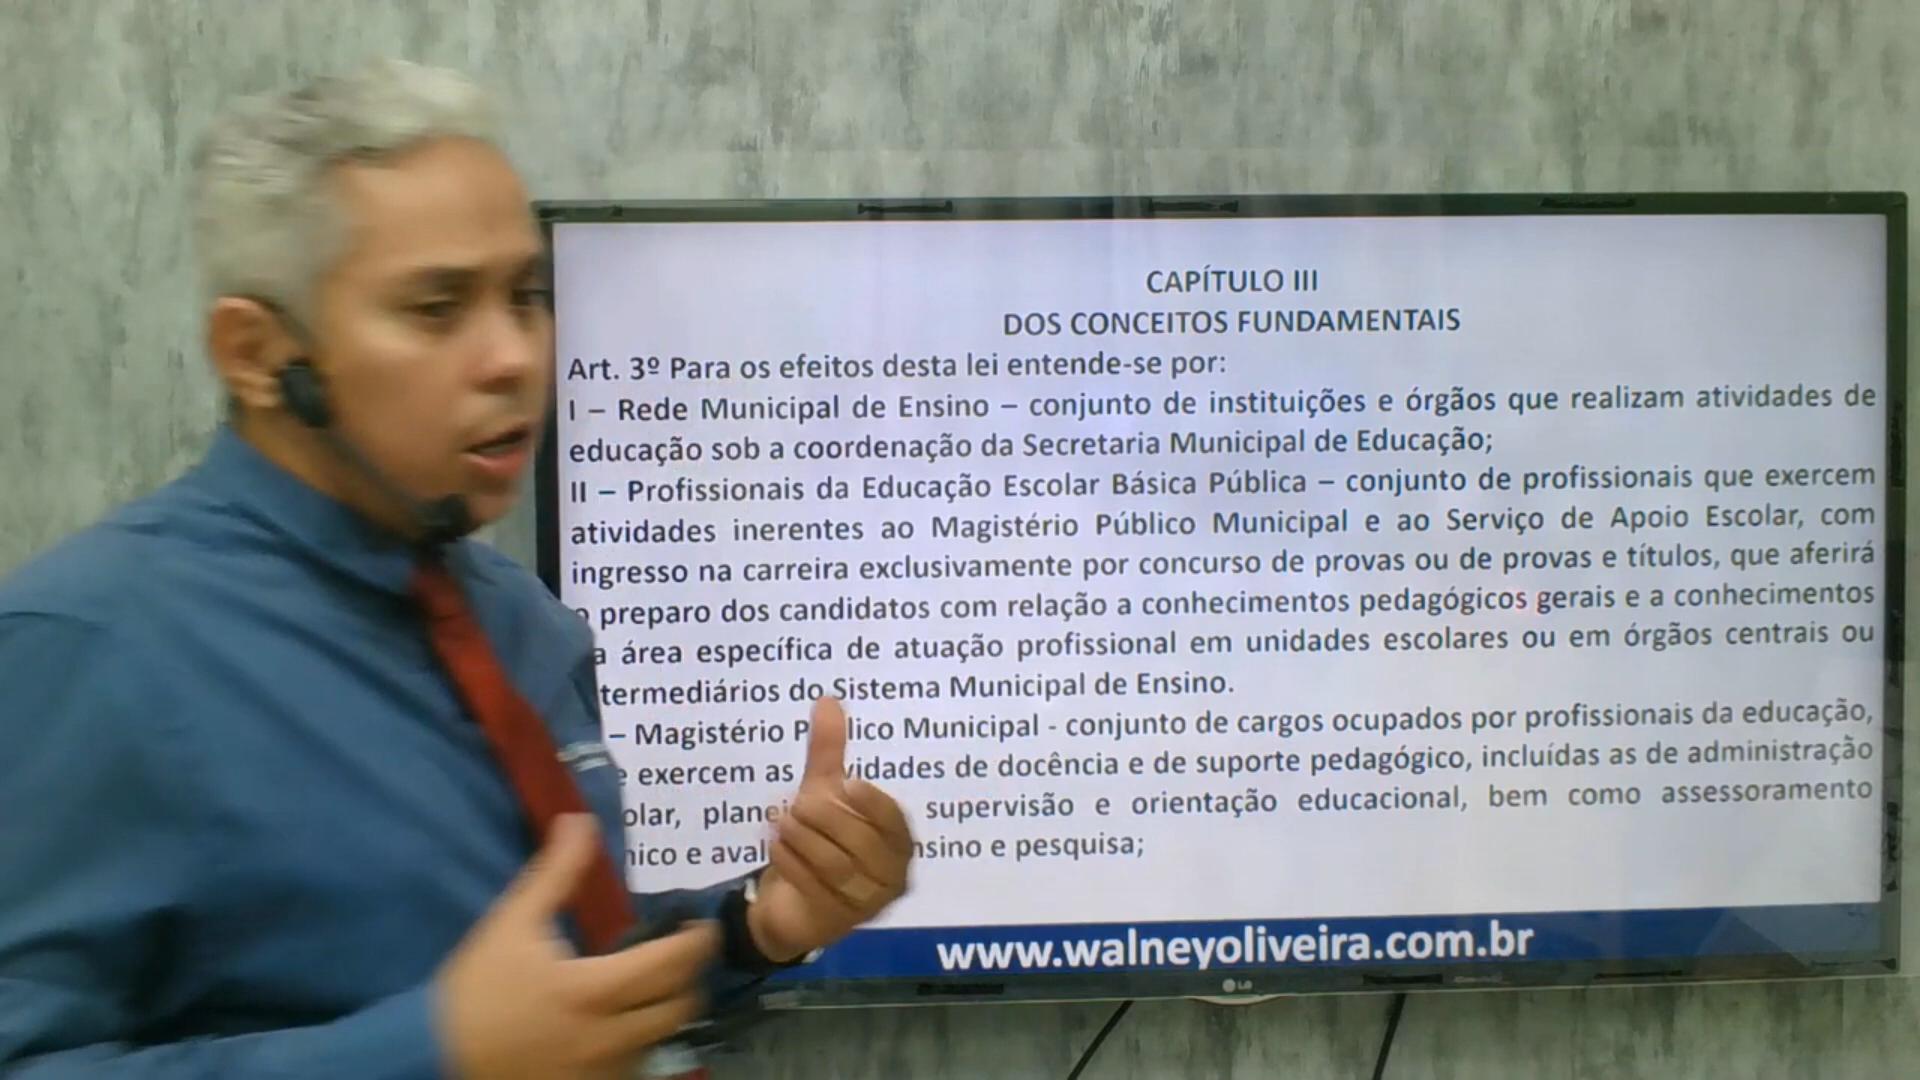 CAPÍTULO III
DOS CONCEITOS FUNDAMENTAIS
Art. 3º Para os efeitos desta lei entende-se por:
I – Rede Municipal de Ensino – conjunto de instituições e órgãos que realizam atividades de
educação sob a coordenação da Secretaria Municipal de Educação;
II – Profissionais da Educação Escolar Básica Pública – conjunto de profissionais que exercem
atividades inerentes ao Magistério Público Municipal e ao Serviço de Apoio Escolar, com
ingresso na carreira exclusivamente por concurso de provas ou de provas e títulos, que aferirá
o preparo dos candidatos com relação a conhecimentos pedagógicos gerais e a conhecimentos
área específica de atuação profissional em unidades escolares ou em órgãos centrais ou
termediários do Sistema Municipal de Ensino.
– Magistério P lico Municipal - conjunto de cargos ocupados por profissionais da educação,
exercem as vidades de docência e de suporte pedagógico, incluídas as de administração
olar, plane supervisão e orientação educacional, bem como assessoramento
nico e aval nsino e pesquisa;
www.walneyoliveira.com.br
LG